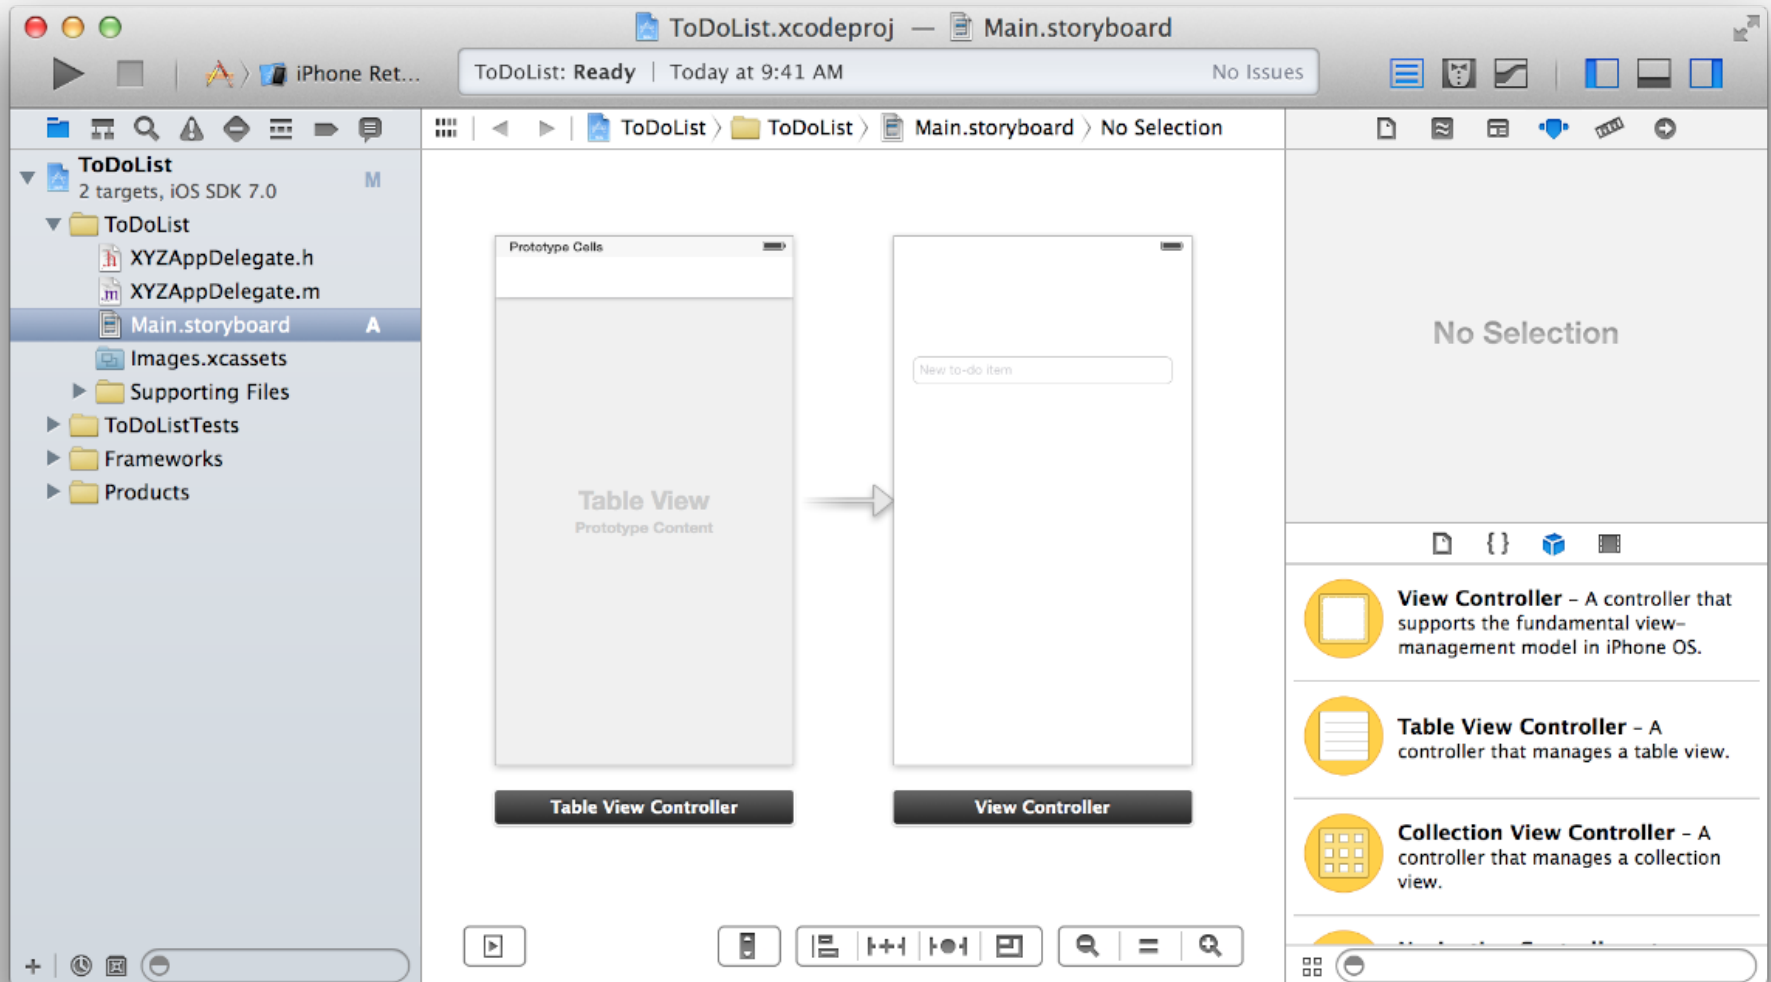 ToDoList.xcodeproj — Main.storyboard
iPhone Ret...
ToDoList: Ready | Today at 9:41 AM
No Issues
ToDoList
ToDoList
Main.storyboard
No Selection
ToDoList
2 targets, iOS SDK 7.0
M
ToDoList
XYZAppDelegate.h
XYZAppDelegate.m
Main.storyboard
A
Images.xcassets
Supporting Files
ToDoListTests
Frameworks
Products
Prototype Cells
Table View
Prototype Content
Table View Controller
New to-do item
View Controller
No Selection
View Controller – A controller that
supports the fundamental view-
management model in iPhone OS.
Table View Controller – A
controller that manages a table view.
Collection View Controller – A
controller that manages a collection
view.